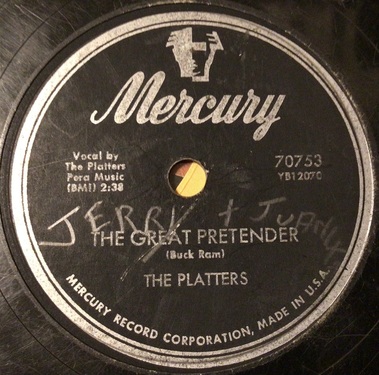 Mercury
Vocal by
The Platters
Pera Music
(BMI) 2:38
70753
YB12070
JERRY + JUDY
THE GREAT PRETENDER
(Buck Ram)
THE PLATTERS
MERCURY RECORD CORPORATION, MADE IN U.S.A.